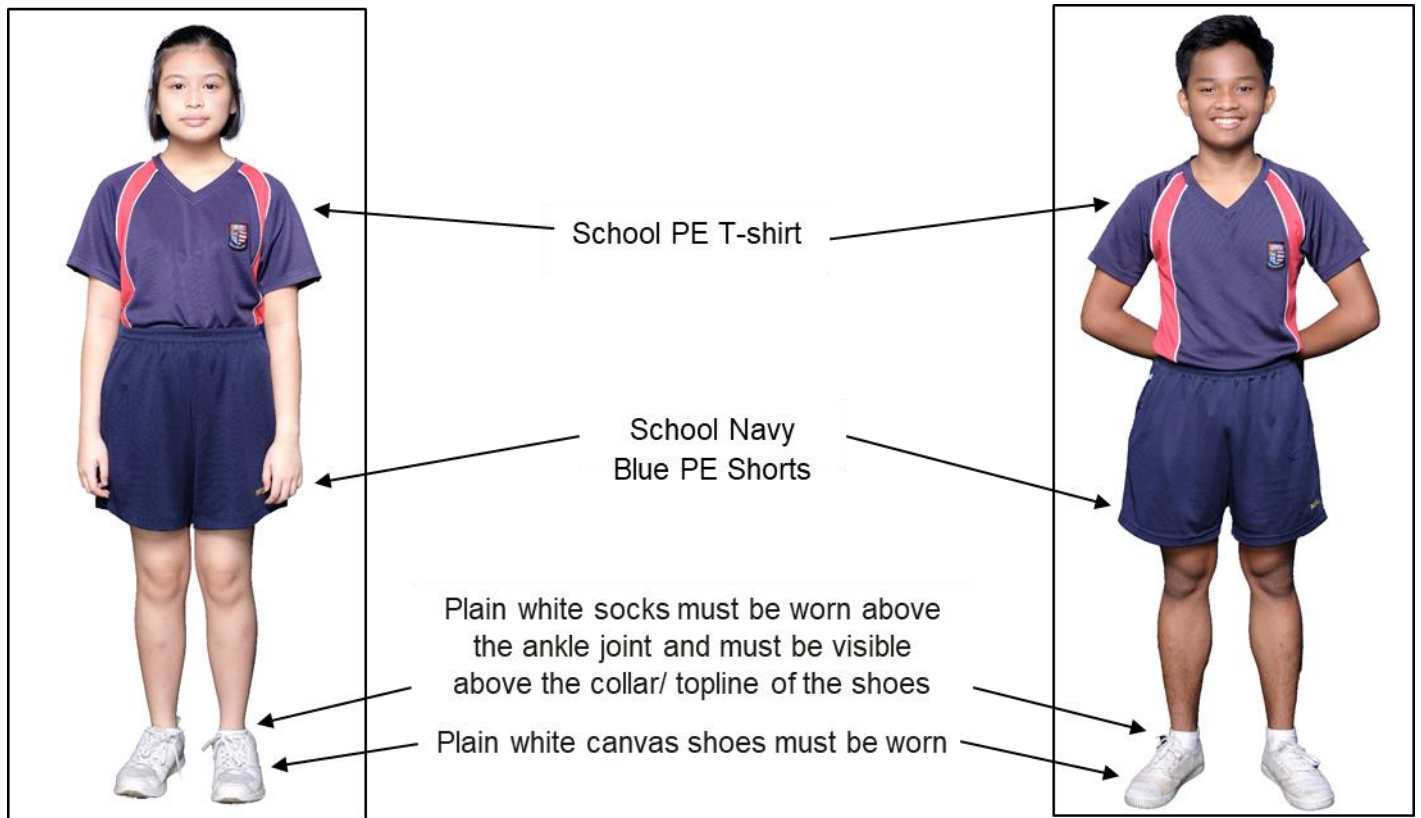 School PE T-shirt
School Navy
Blue PE Shorts
Plain white socks must be worn above
the ankle joint and must be visible
above the collar/ topline of the shoes
Plain white canvas shoes must be worn